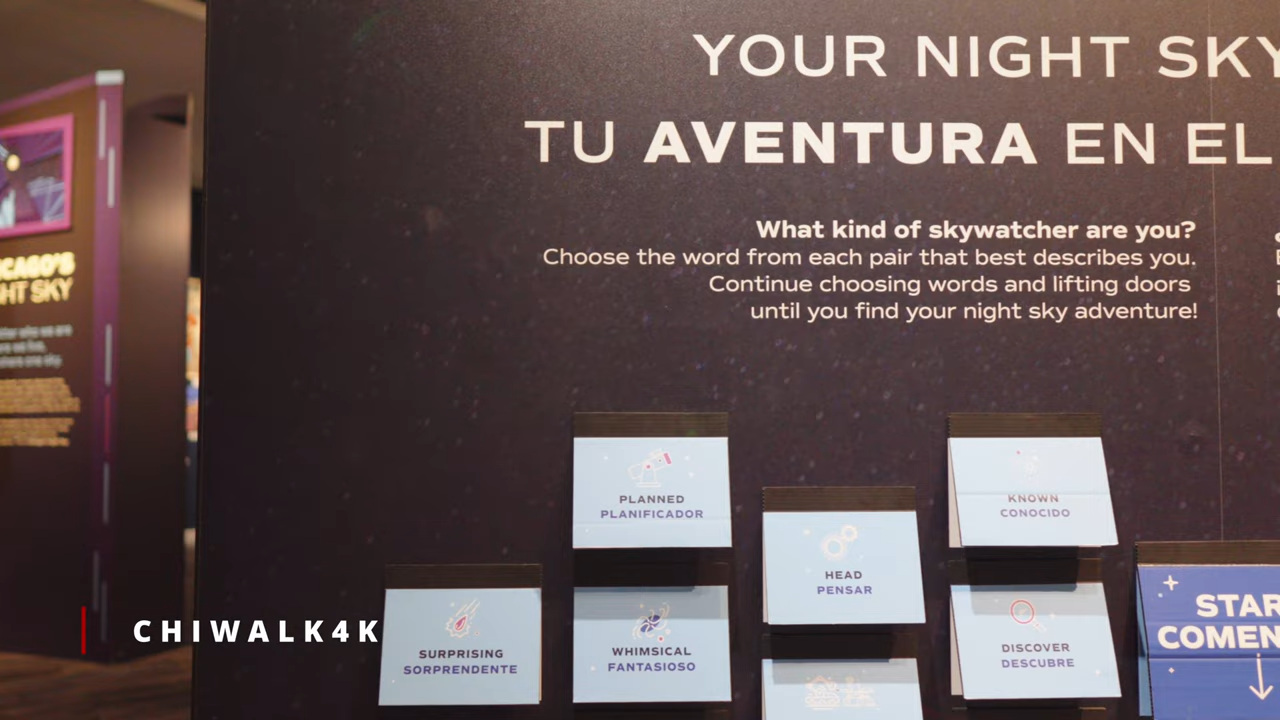 YOUR NIGHT SKY
TU AVENTURA EN EL
What kind of skywatcher are you?
Choose the word from each pair that best describes you.
Continue choosing words and lifting doors
until you find your night sky adventure!
PLANNED
PLANIFICADOR
KNOWN
CONOCIDO
HEAD
PENSAR
SURPRISING
SORPRENDENTE
WHIMSICAL
FANTASIOSO
DISCOVER
DESCUBRE
STAR
COMEN
ICAGO'S
HT SKY
CHIWALK4K